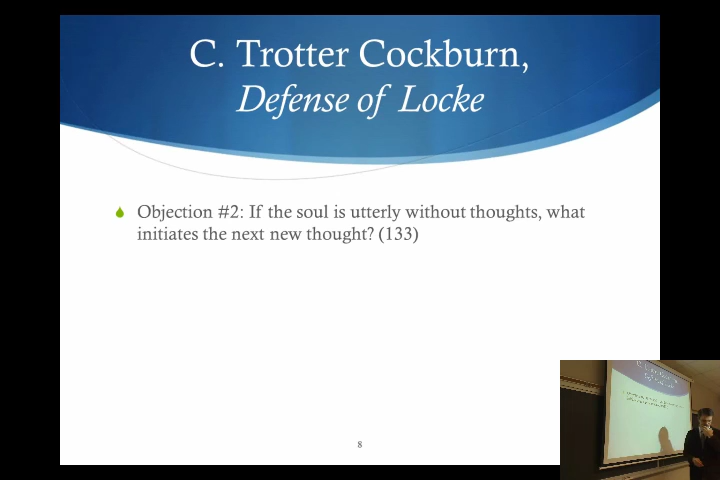 C. Trotter Cockburn,
Defense of Locke
Objection #2: If the soul is utterly without thoughts, what
initiates the next new thought? (133)
8